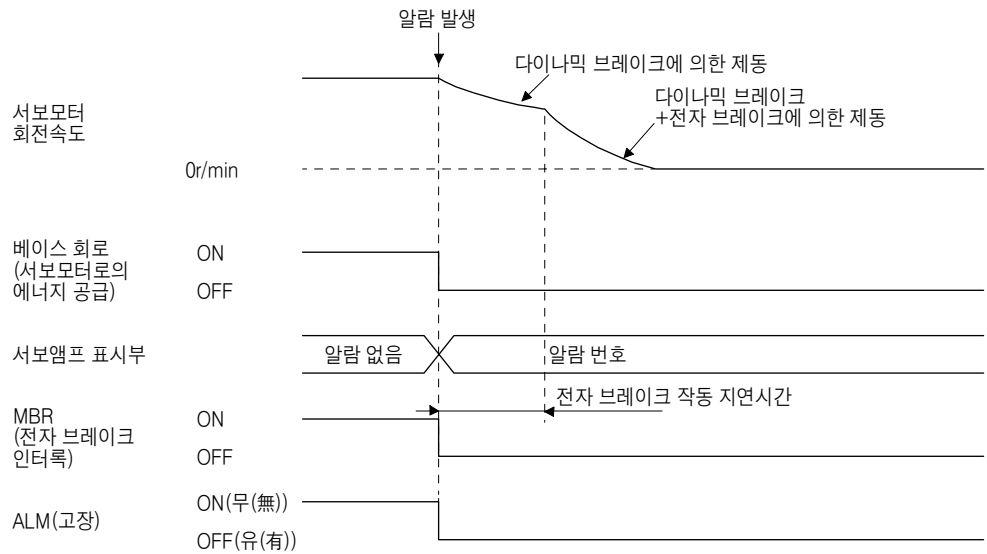 알람 발생
다이나믹 브레이크에 의한 제동
다이나믹 브레이크
+전자 브레이크에 의한 제동
서보모터
회전속도
0r/min
베이스 회로
(서보모터로의
에너지 공급)
ON
OFF
서보앰프 표시부
알람 없음
알람 번호
전자 브레이크 작동 지연시간
MBR
(전자 브레이크
인터록)
ON
OFF
ALM(고장)
ON(무(無))
OFF(유(有))